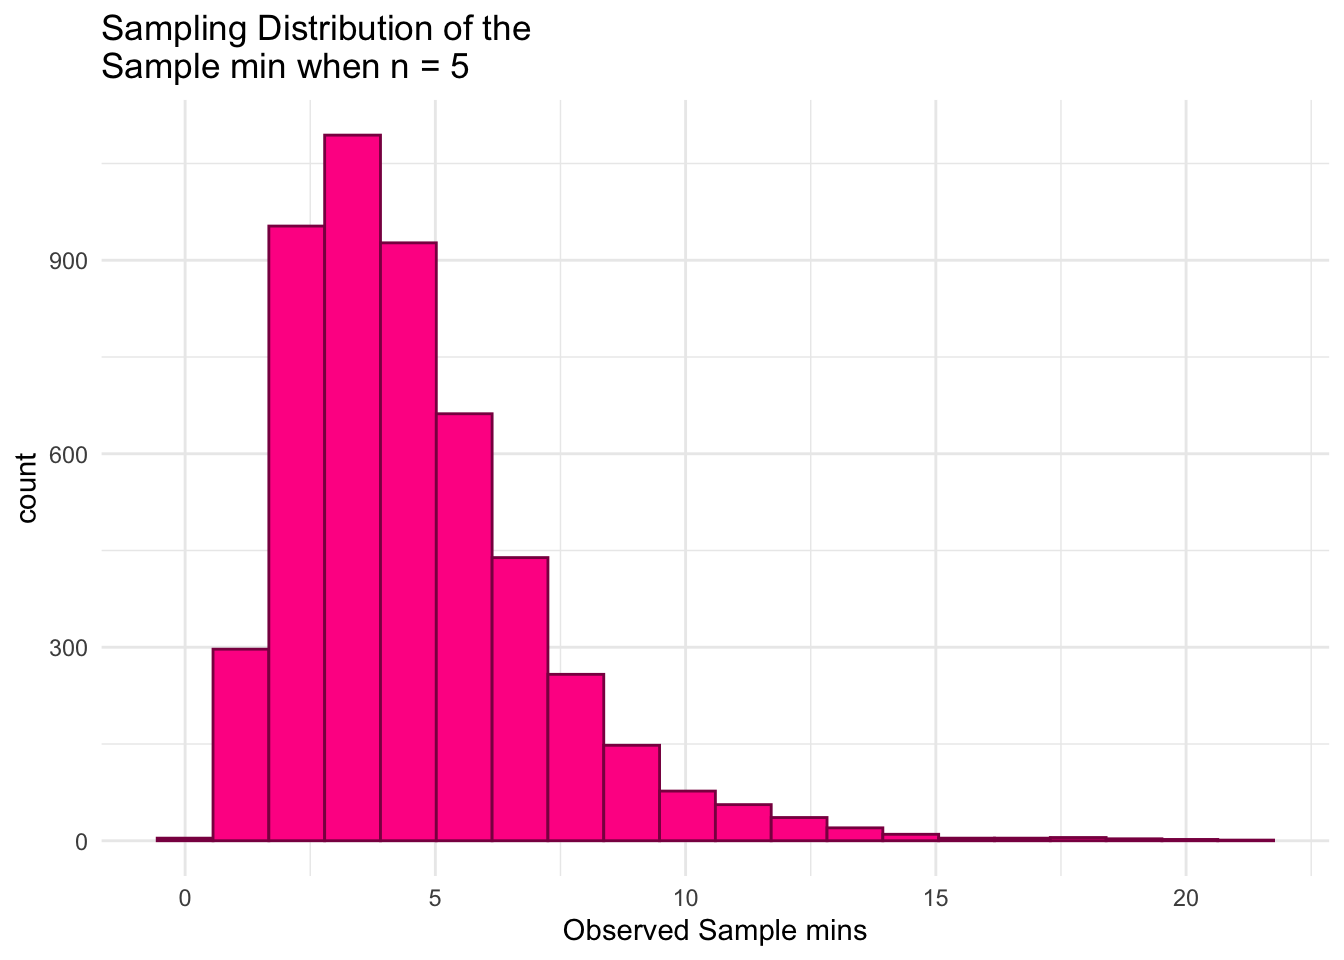 Sampling Distribution of the
Sample min when n = 5
900
600
300
0
count
0 5 10 15 20
Observed Sample mins